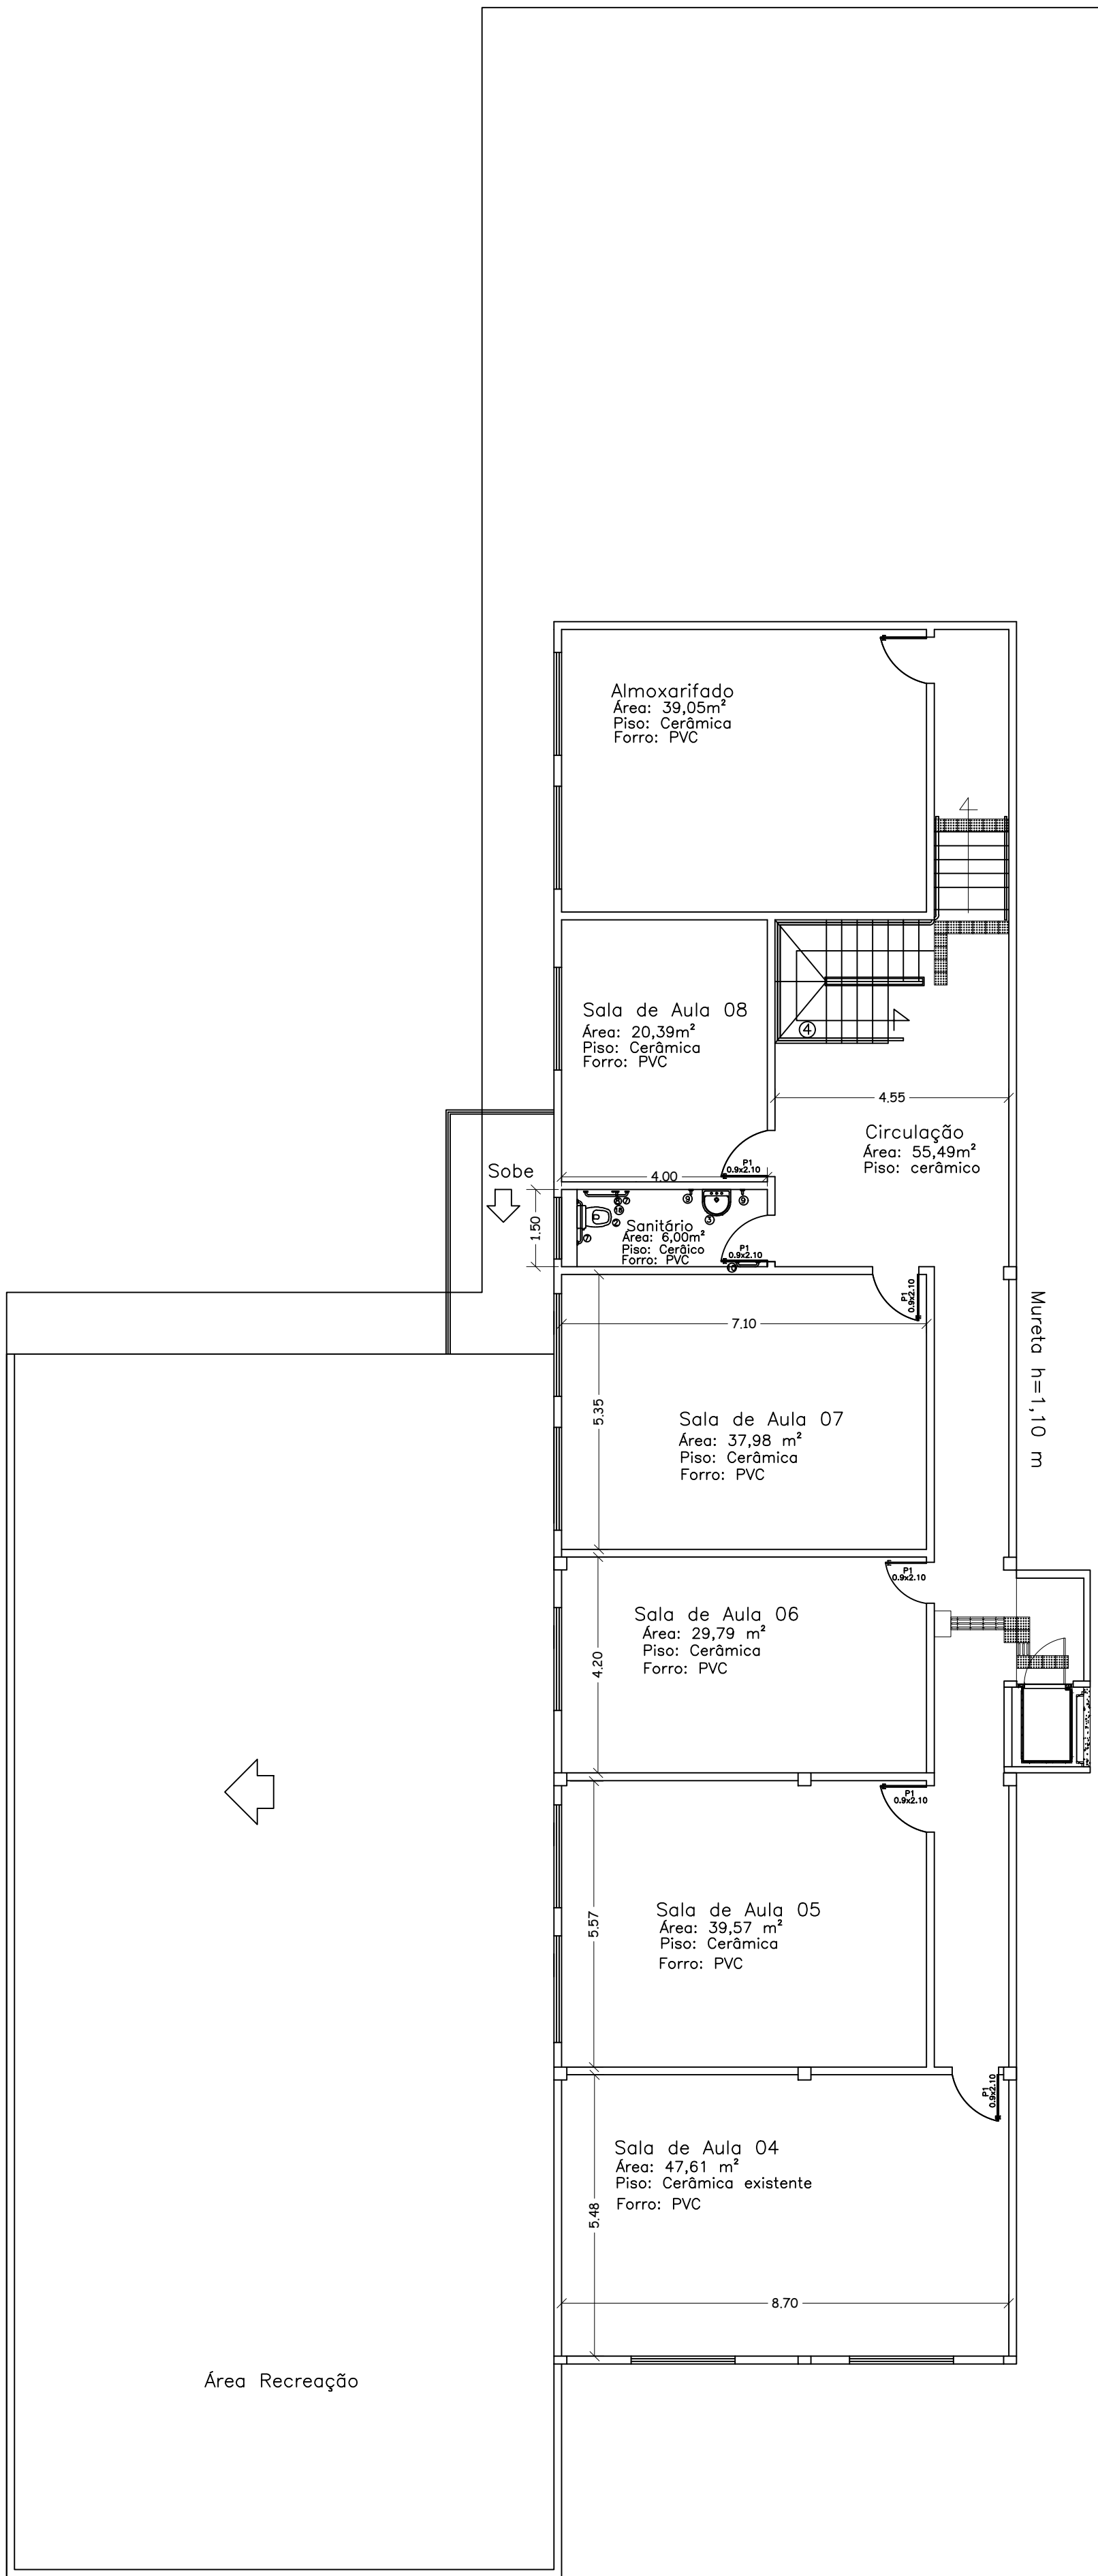 Almoxarifado
Área: 39,05m²
Piso: Cerâmica
Forro: PVC
Sala de Aula 08
Área: 20,39m²
Piso: Cerâmica
Forro: PVC
4
4.55
Circulação
Área: 55,49m²
Piso: cerâmico
P1
0.9x2.10
4.00
Sobe
1.50
Sanitário
Área: 6,00m²
Piso: Cerâico
Forro: PVC
P1
0.9x2.10
P1
0.9x2.10
7.10
Mureta h=1,10 m
5.35
Sala de Aula 07
Área: 37,98 m²
Piso: Cerâmica
Forro: PVC
P1
0.9x2.10
Sala de Aula 06
Área: 29,79 m²
Piso: Cerâmica
Forro: PVC
4.20
P1
0.9x2.10
Sala de Aula 05
Área: 39,57 m²
Piso: Cerâmica
Forro: PVC
5.57
P1
0.9x2.10
Sala de Aula 04
Área: 47,61 m²
Piso: Cerâmica existente
Forro: PVC
5.48
8.70
Área Recreação